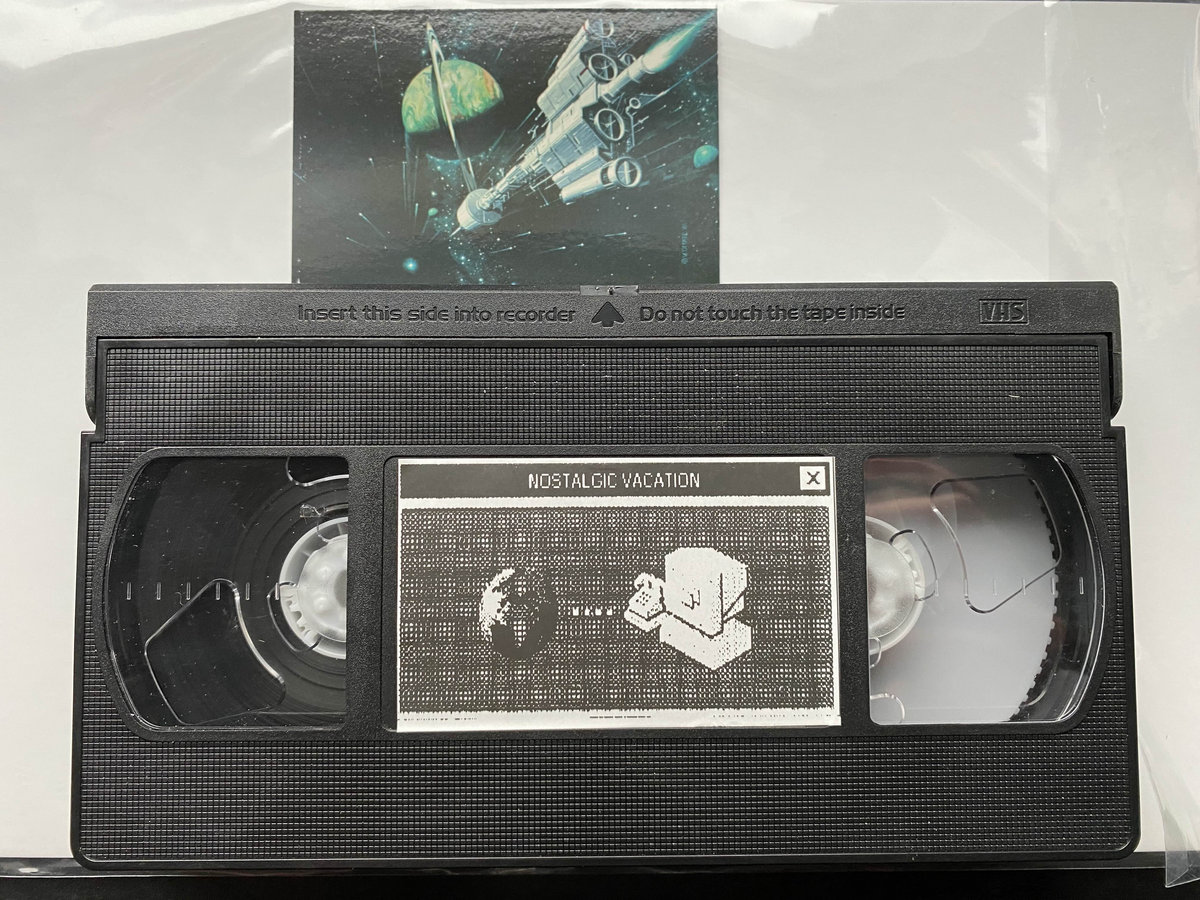 Insert this side into recorder Do not touch the tape inside VHS
NOSTALGIC VACATION X